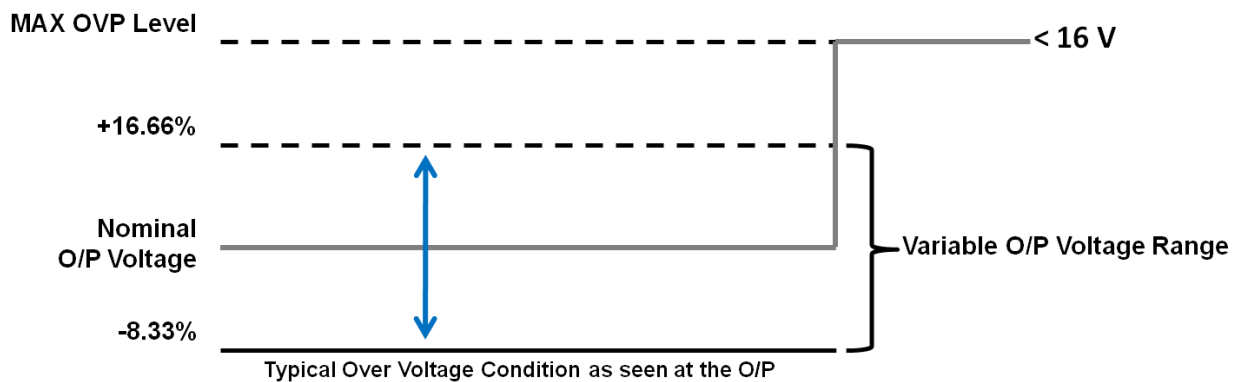 MAX OVP Level
< 16 V
+16.66%
Nominal
O/P Voltage
Variable O/P Voltage Range
-8.33%
Typical Over Voltage Condition as seen at the O/P